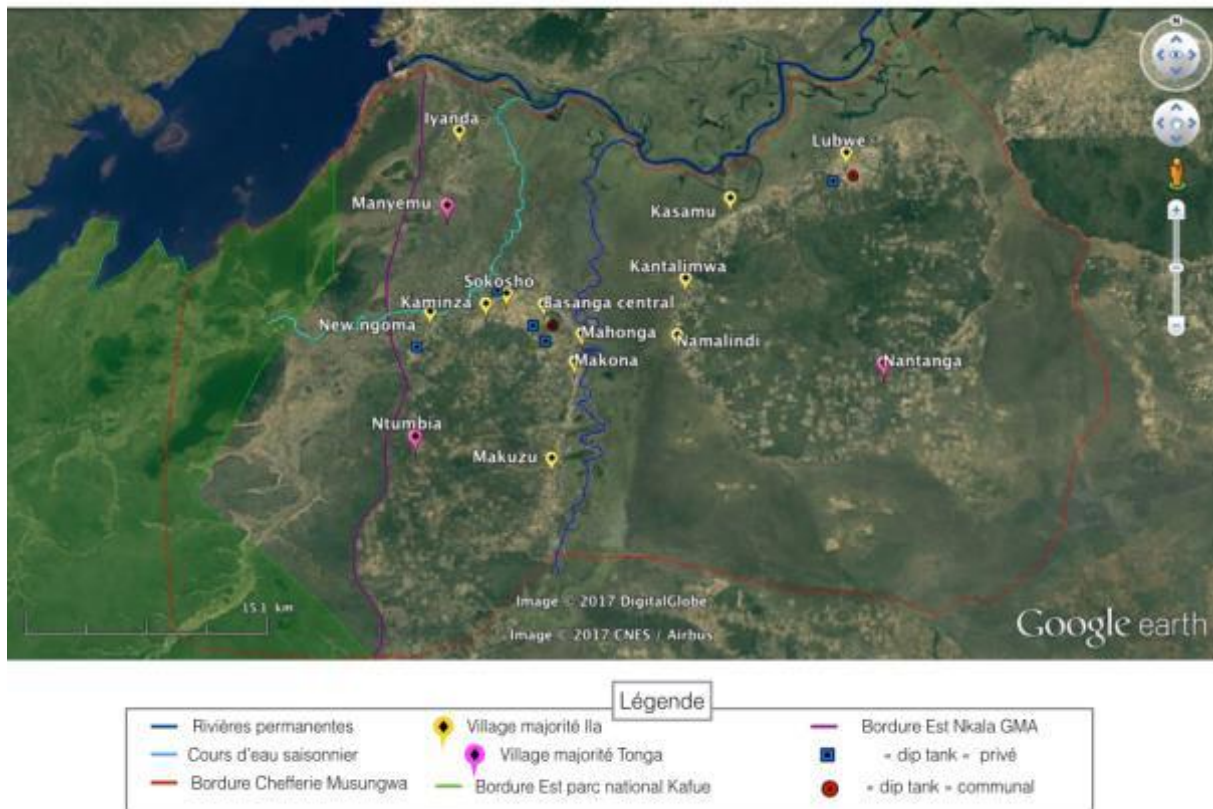 N
Iyanda
Lubwe
Manyemu
Kasamu
Kantalimwa
Sokosho
Kaminza
Basanga central
New ingoma
Mahonga
Namalindi
Makona
Nantanga
Ntumbia
Makuzu
15.1 km
Image © 2017 DigitalGlobe
Image © 2017 CNES / Airbus
Google earth
Légende
Rivières permanentes
Village majorité Ila
Bordure Est Nkala GMA
Cours d'eau saisonnier
Village majorité Tonga
« dip tank » privé
Bordure Chefferie Musungwa
Bordure Est parc national Kafue
« dip tank » communal